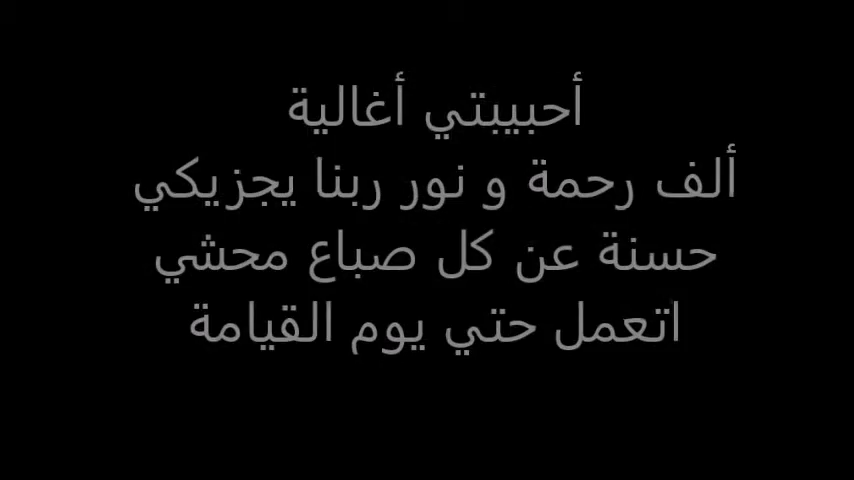 أحبيبتي أغالية
ألف رحمة و نور ربنا يجزيكي
حسنة عن كل صباع محشي
اتعمل حتي يوم القيامة